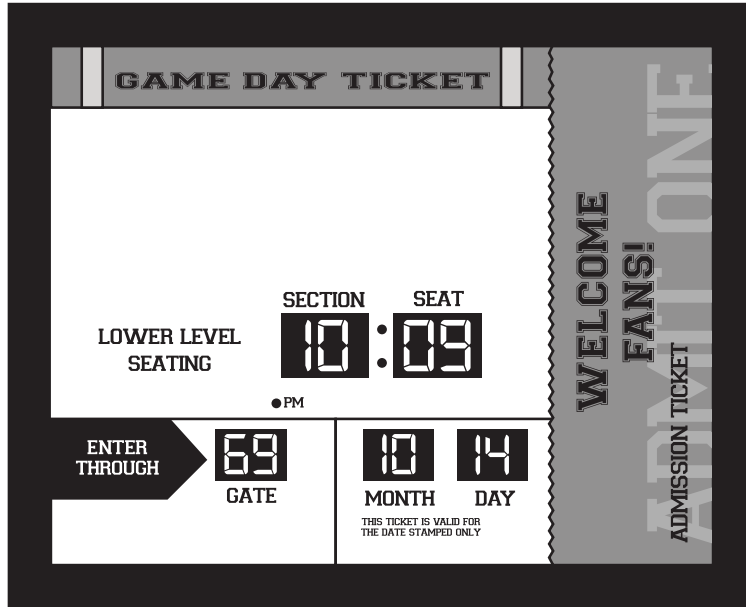 GAME DAY TICKET
SECTION SEAT
LOWER LEVEL
SEATING
10:09
●PM
ENTER
THROUGH
69
GATE
10 14
MONTH DAY
THIS TICKET IS VALID FOR
THE DATE STAMPED ONLY
WELCOME
FANS!
ADMIT ONE
ADMISSION TICKET